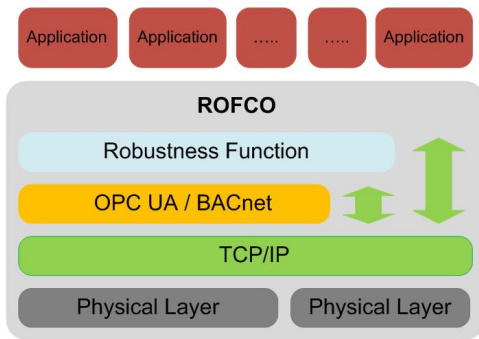 Application Application ..... ..... Application
ROFCO
Robustness Function
OPC UA / BACnet
TCP/IP
Physical Layer Physical Layer